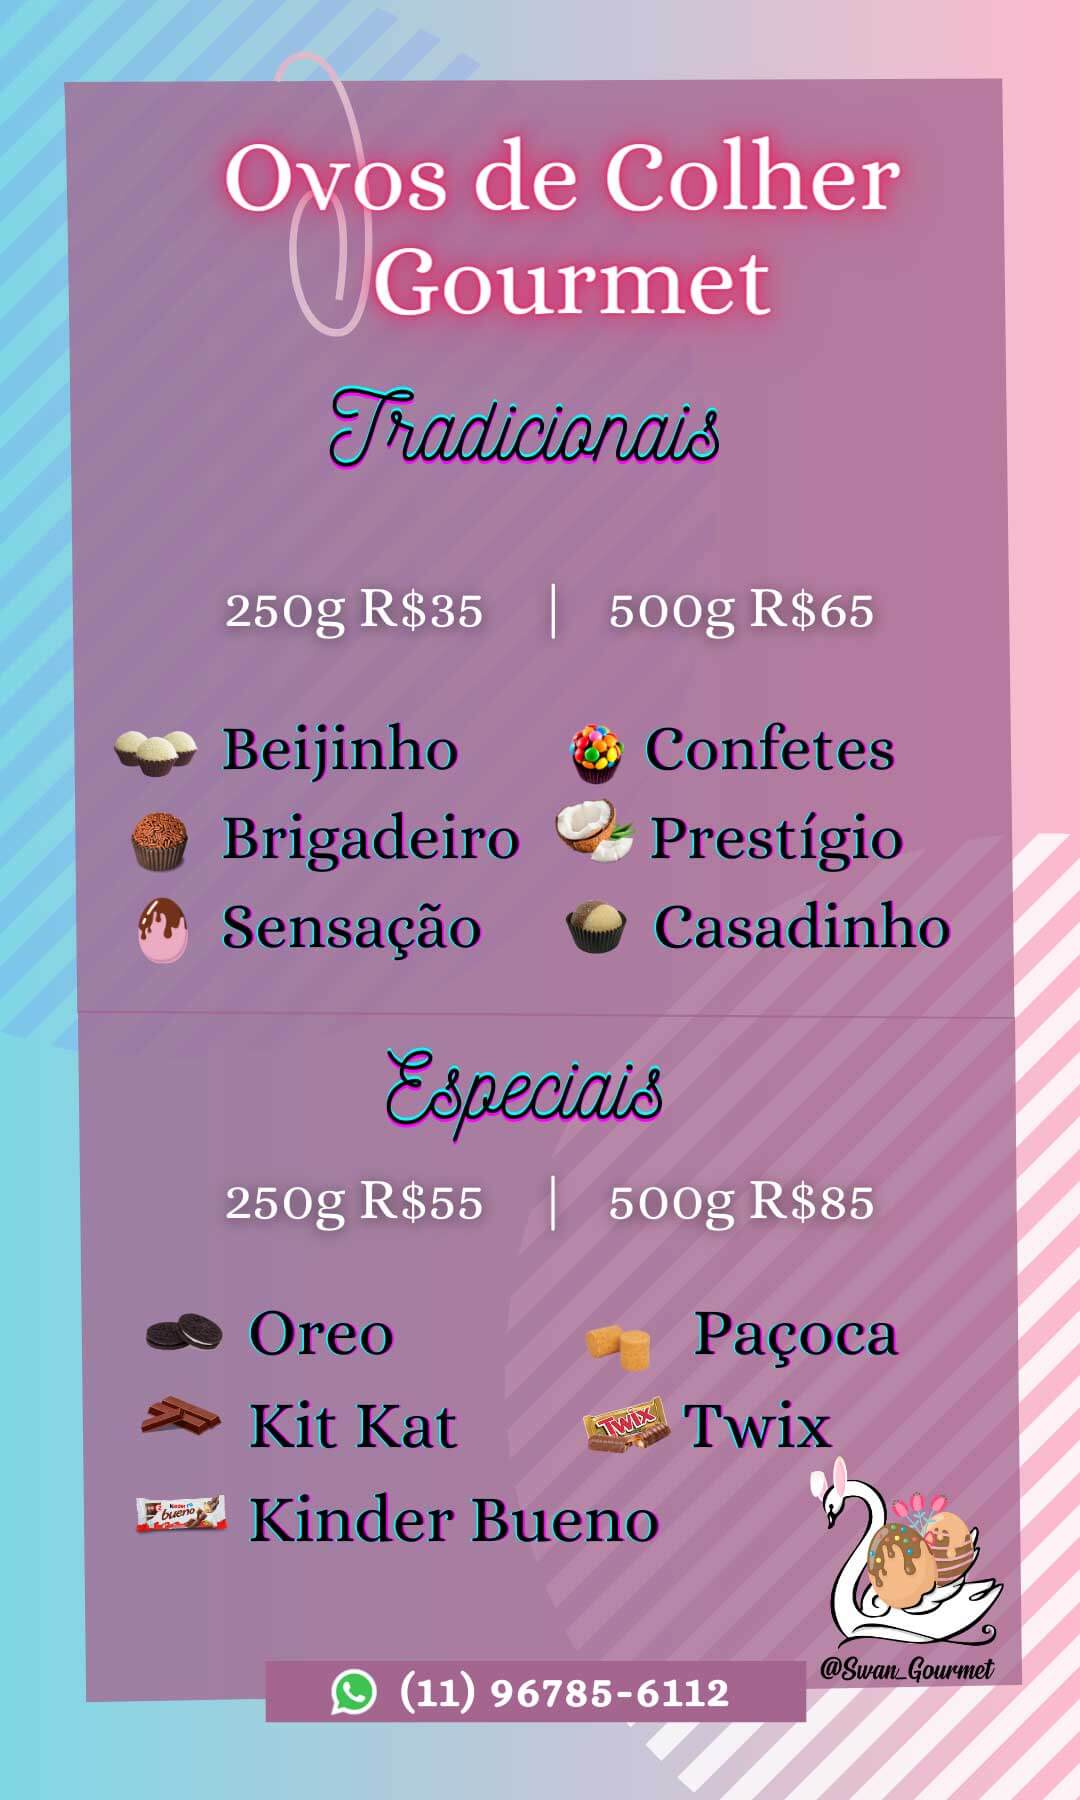 Ovos de Colher
Gourmet
Tradicionais
250g R$35 | 500g R$65
Beijinho
Confetes
Brigadeiro
Prestígio
Sensação
Casadinho
Especiais
250g R$55 | 500g R$85
Oreo
Paçoca
Kit Kat
TWIX
Twix
Kinder
bueno
Kinder Bueno
@Swan_Gourmet
(11) 96785-6112